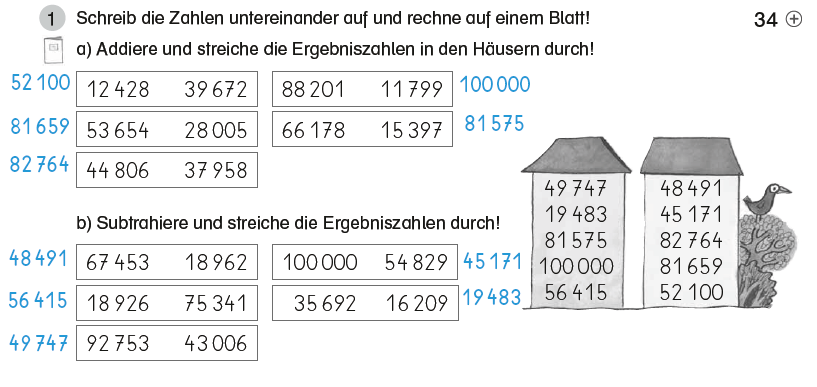 1 Schreib die Zahlen untereinander auf und rechne auf einem Blatt! 34
a) Addiere und streiche die Ergebniszahlen in den Häusern durch!
52 100 12 428 39 672 88 201 11 799 100 000
81 659 53 654 28 005 66 178 15 397 81 575
82 764 44 806 37 958
b) Subtrahiere und streiche die Ergebniszahlen durch!
48 491 67 453 18 962 100 000 54 829 45 171
56 415 18 926 75 341 35 692 16 209 19 483
49 747 92 753 43 006
49 747 48 491
19 483 45 171
81 575 82 764
100 000 81 659
56 415 52 100